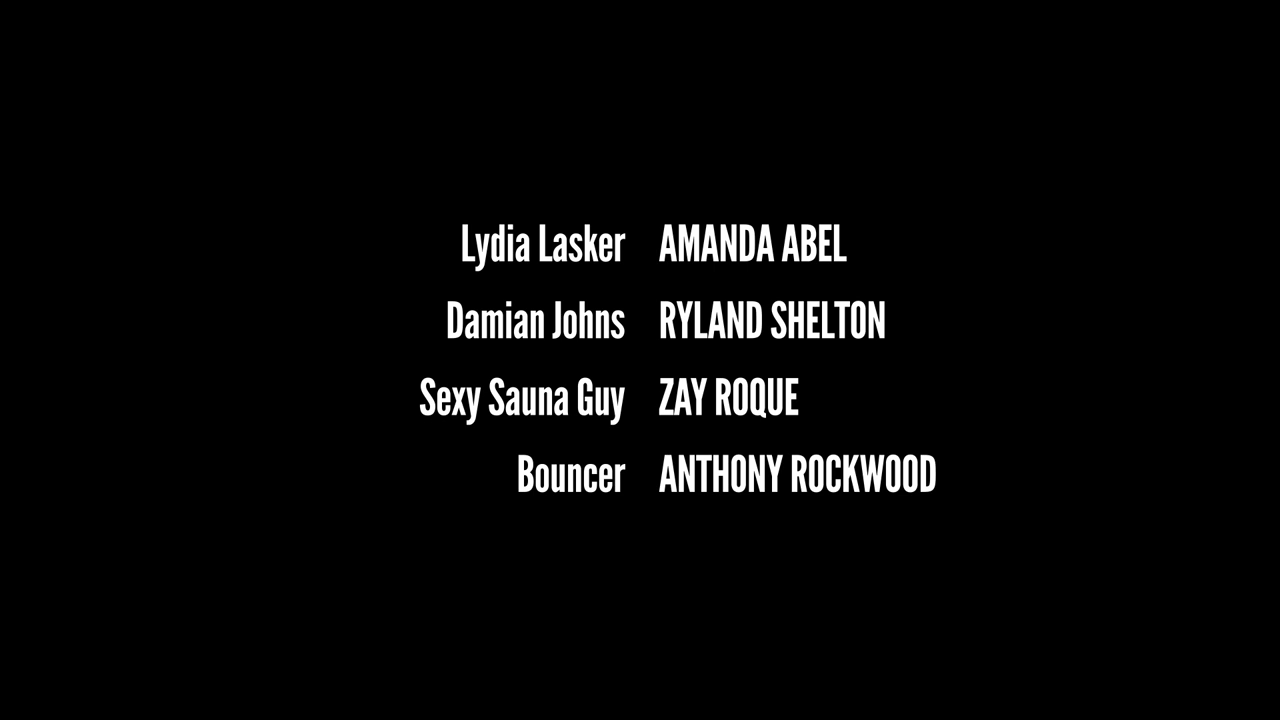 Lydia Lasker AMANDA ABEL
Damian Johns RYLAND SHELTON
Sexy Sauna Guy ZAY ROQUE
Bouncer ANTHONY ROCKWOOD